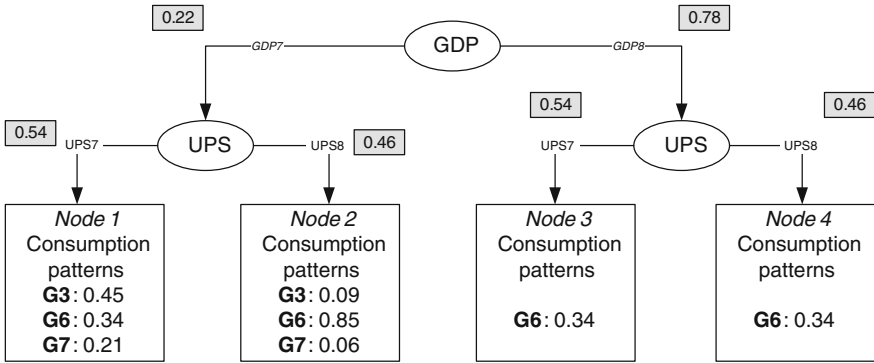 0.22
0.78
GDP
GDP7
GDP8
0.54
0.46
0.54
0.46
UPS7
UPS
UPS8
UPS7
UPS
UPS8
Node 1
Consumption
patterns
G3: 0.45
G6: 0.34
G7: 0.21
Node 2
Consumption
patterns
G3: 0.09
G6: 0.85
G7: 0.06
Node 3
Consumption
patterns
G6: 0.34
Node 4
Consumption
patterns
G6: 0.34